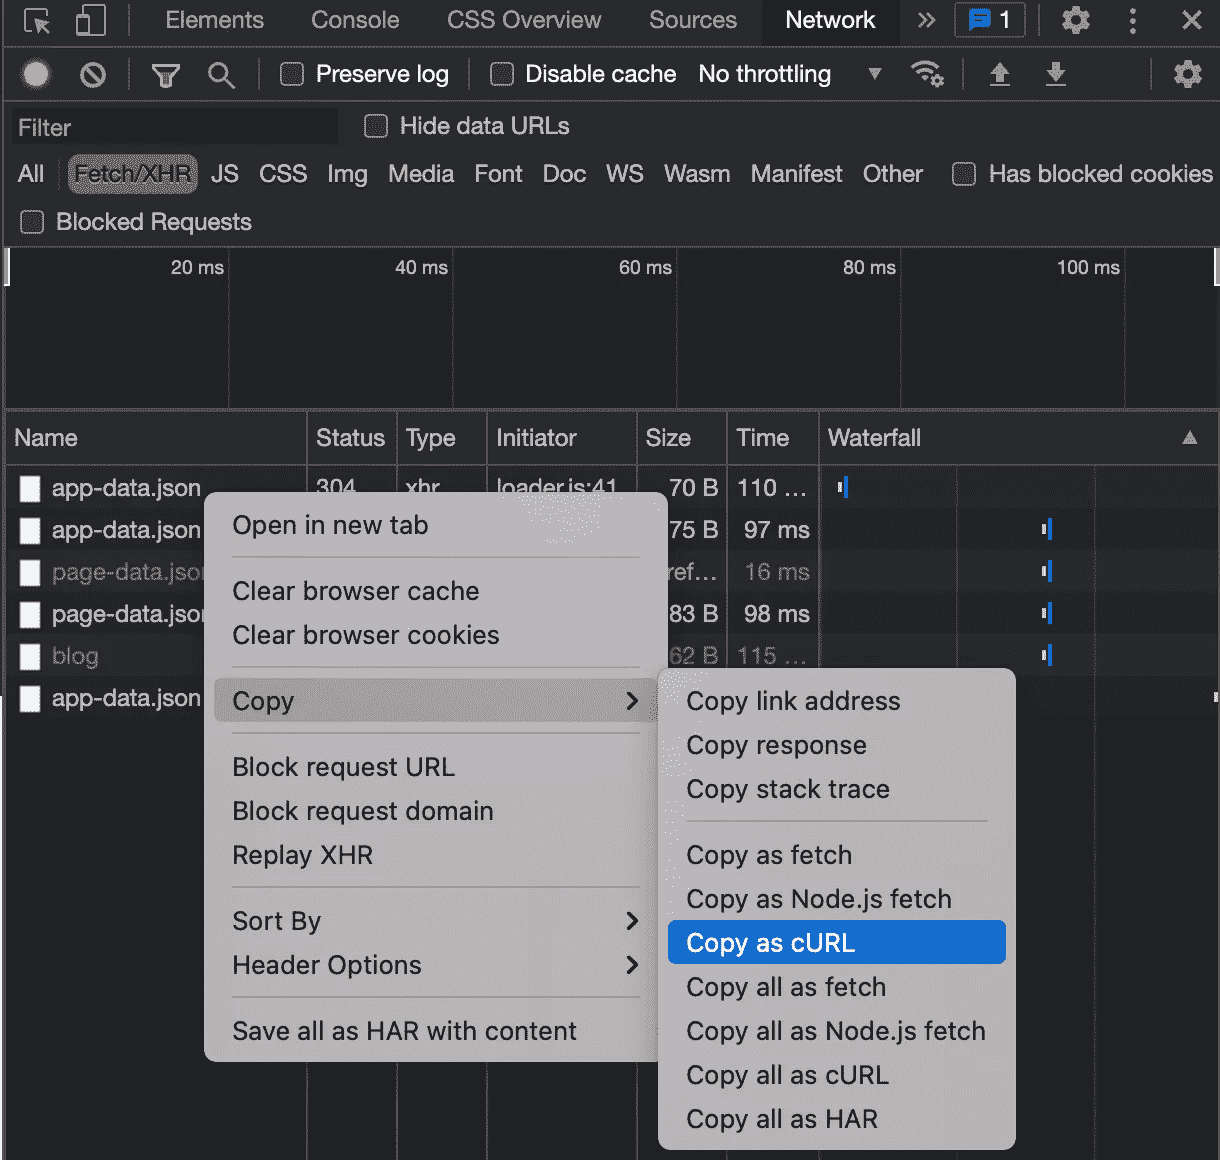 Elements Console CSS Overview Sources Network » 1
Preserve log Disable cache No throttling
Filter Hide data URLs
All Fetch/XHR JS CSS Img Media Font Doc WS Wasm Manifest Other Has blocked cookies
Blocked Requests
20 ms 40 ms 60 ms 80 ms 100 ms
Name Status Type Initiator Size Time Waterfall
app-data.json 304 xhr loader.js:41 70 B 110 ...
app-data.json 75 B 97 ms
page-data.jso ref... 16 ms
page-data.jso 83 B 98 ms
blog 62 B 115 ...
app-data.json
Open in new tab
Clear browser cache
Clear browser cookies
Copy
Block request URL
Block request domain
Replay XHR
Sort By
Header Options
Save all as HAR with content
Copy link address
Copy response
Copy stack trace
Copy as fetch
Copy as Node.js fetch
Copy as cURL
Copy all as fetch
Copy all as Node.js fetch
Copy all as cURL
Copy all as HAR